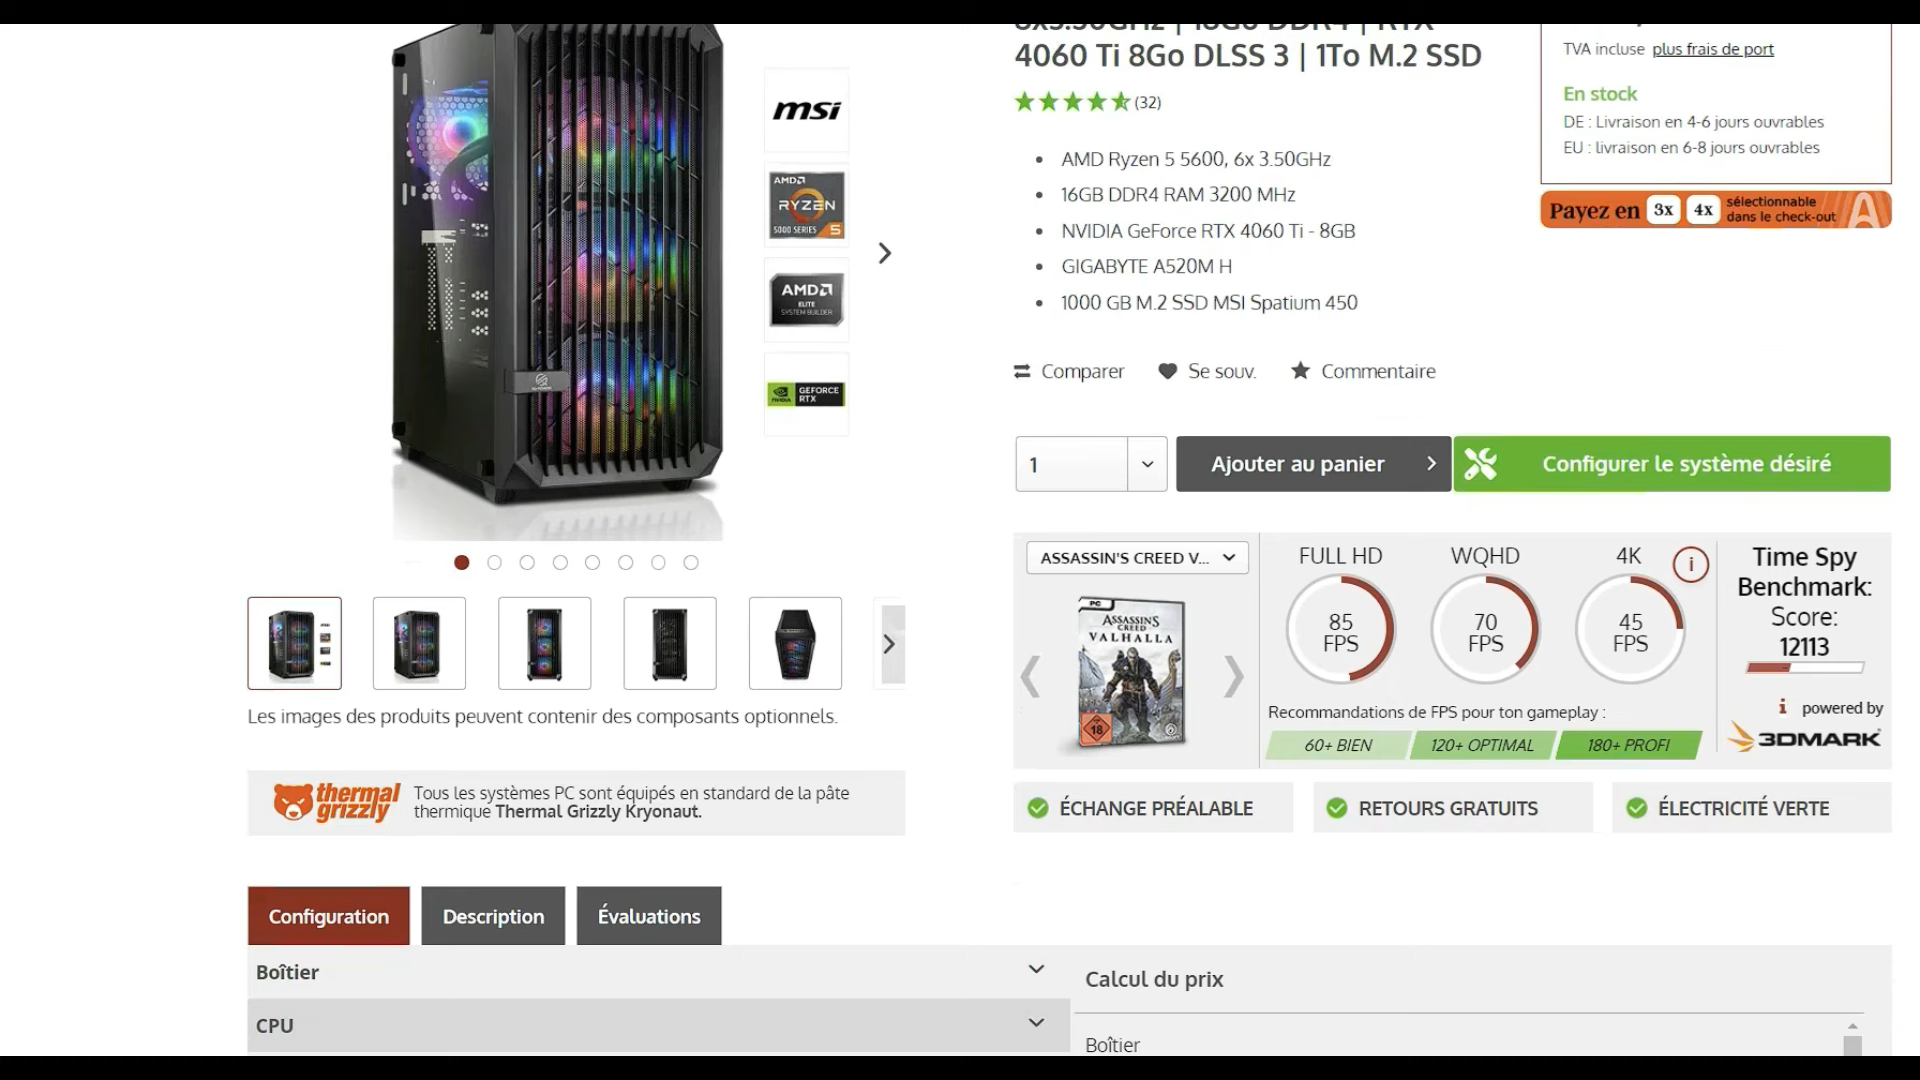 4060 Ti 8Go DLSS 3 | 1To M.2 SSD
(32)
AMD Ryzen 5 5600, 6x 3.50GHz
16GB DDR4 RAM 3200 MHz
NVIDIA GeForce RTX 4060 Ti - 8GB
GIGABYTE A520M H
1000 GB M.2 SSD MSI Spatium 450
Comparer
Se souv.
Commentaire
TVA incluse plus frais de port
En stock
DE : Livraison en 4-6 jours ouvrables
EU : livraison en 6-8 jours ouvrables
Payez en 3x 4x sélectionnable
dans le check-out
msi
AMD
RYZEN
5000 SERIES 5
AMD
ELITE
SYSTEM BUILDER
NVIDIA
GEFORCE
RTX
1
Ajouter au panier
Configurer le système désiré
ASSASSIN'S CREED V...
PC
ASSASSIN'S
CREED
VALHALLA
18
FULL HD
WQHD
4K
i
85
FPS
70
FPS
45
FPS
Recommandations de FPS pour ton gameplay :
60+ BIEN
120+ OPTIMAL
180+ PROFI
Time Spy
Benchmark:
Score:
12113
i powered by
3DMARK
Les images des produits peuvent contenir des composants optionnels.
thermal
grizzly
Tous les systèmes PC sont équipés en standard de la pâte
thermique Thermal Grizzly Kryonaut.
ÉCHANGE PRÉALABLE
RETOURS GRATUITS
ÉLECTRICITÉ VERTE
Configuration
Description
Évaluations
Boîtier
CPU
Calcul du prix
Boîtier